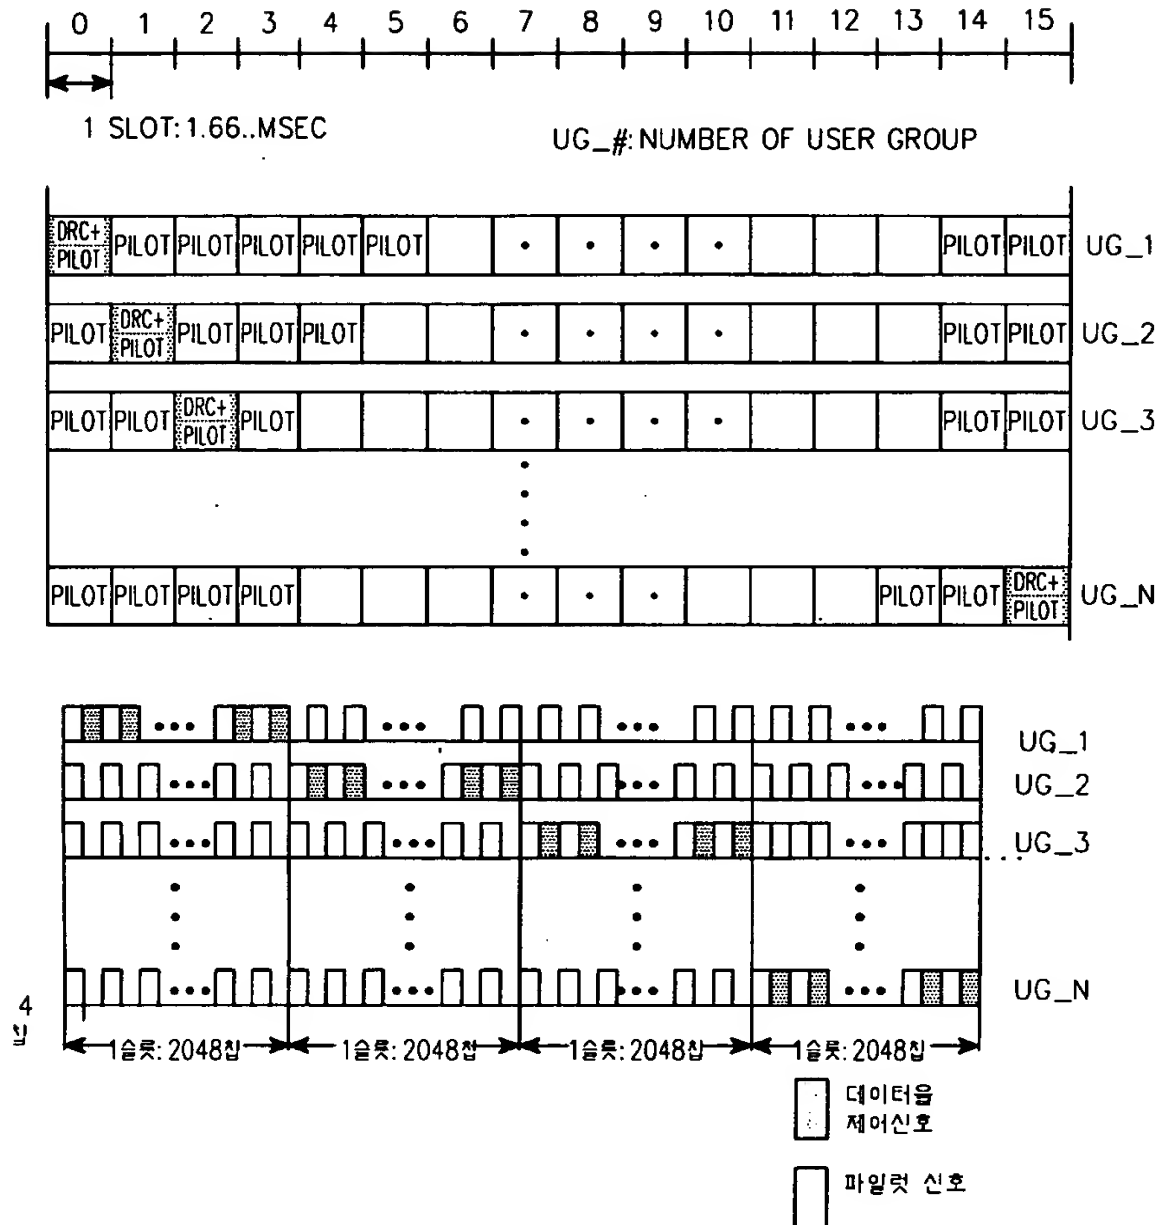 0 1 2 3 4 5 6 7 8 9 10 11 12 13 14 15
1 SLOT: 1.66..MSEC
UG_#: NUMBER OF USER GROUP
DRC+ PILOT PILOT PILOT PILOT PILOT PILOT PILOT PILOT UG_1
PILOT DRC+ PILOT PILOT PILOT PILOT PILOT PILOT UG_2
PILOT PILOT DRC+ PILOT PILOT PILOT PILOT UG_3
PILOT PILOT PILOT PILOT PILOT PILOT DRC+ PILOT UG_N
UG_1
UG_2
UG_3
UG_N
4
칩
1슬롯: 2048칩 1슬롯: 2048칩 1슬롯: 2048칩 1슬롯: 2048칩
데이터율
제어신호
파일럿 신호